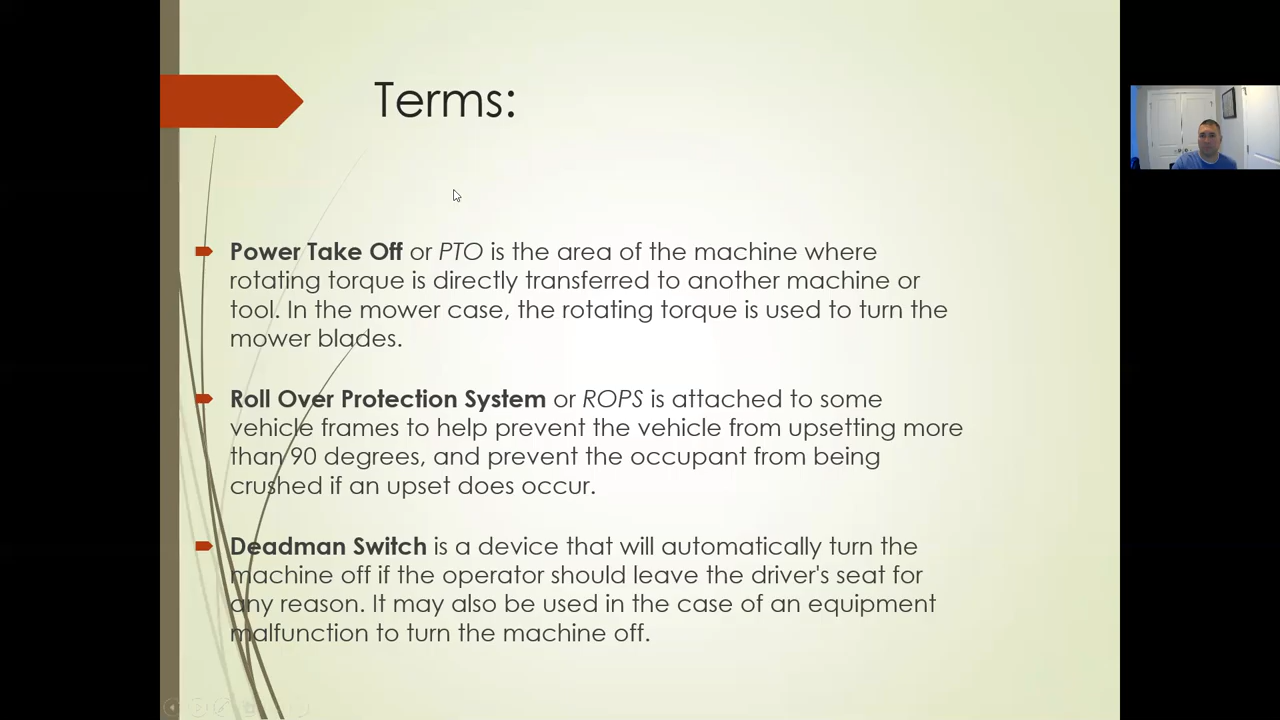 Terms:
Power Take Off or PTO is the area of the machine where
rotating torque is directly transferred to another machine or
tool. In the mower case, the rotating torque is used to turn the
mower blades.
Roll Over Protection System or ROPS is attached to some
vehicle frames to help prevent the vehicle from upsetting more
than 90 degrees, and prevent the occupant from being
crushed if an upset does occur.
Deadman Switch is a device that will automatically turn the
machine off if the operator should leave the driver's seat for
any reason. It may also be used in the case of an equipment
malfunction to turn the machine off.